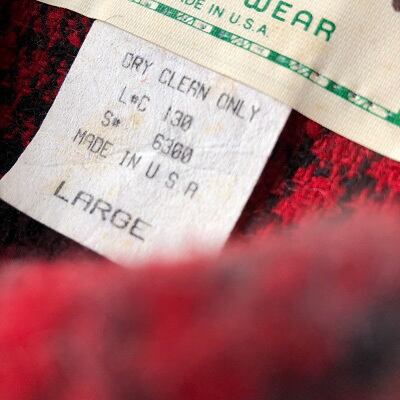 WEAR
MADE IN U.S.A.
DRY CLEAN ONLY
L#C 130
S# 6300
MADE IN U S A
LARGE